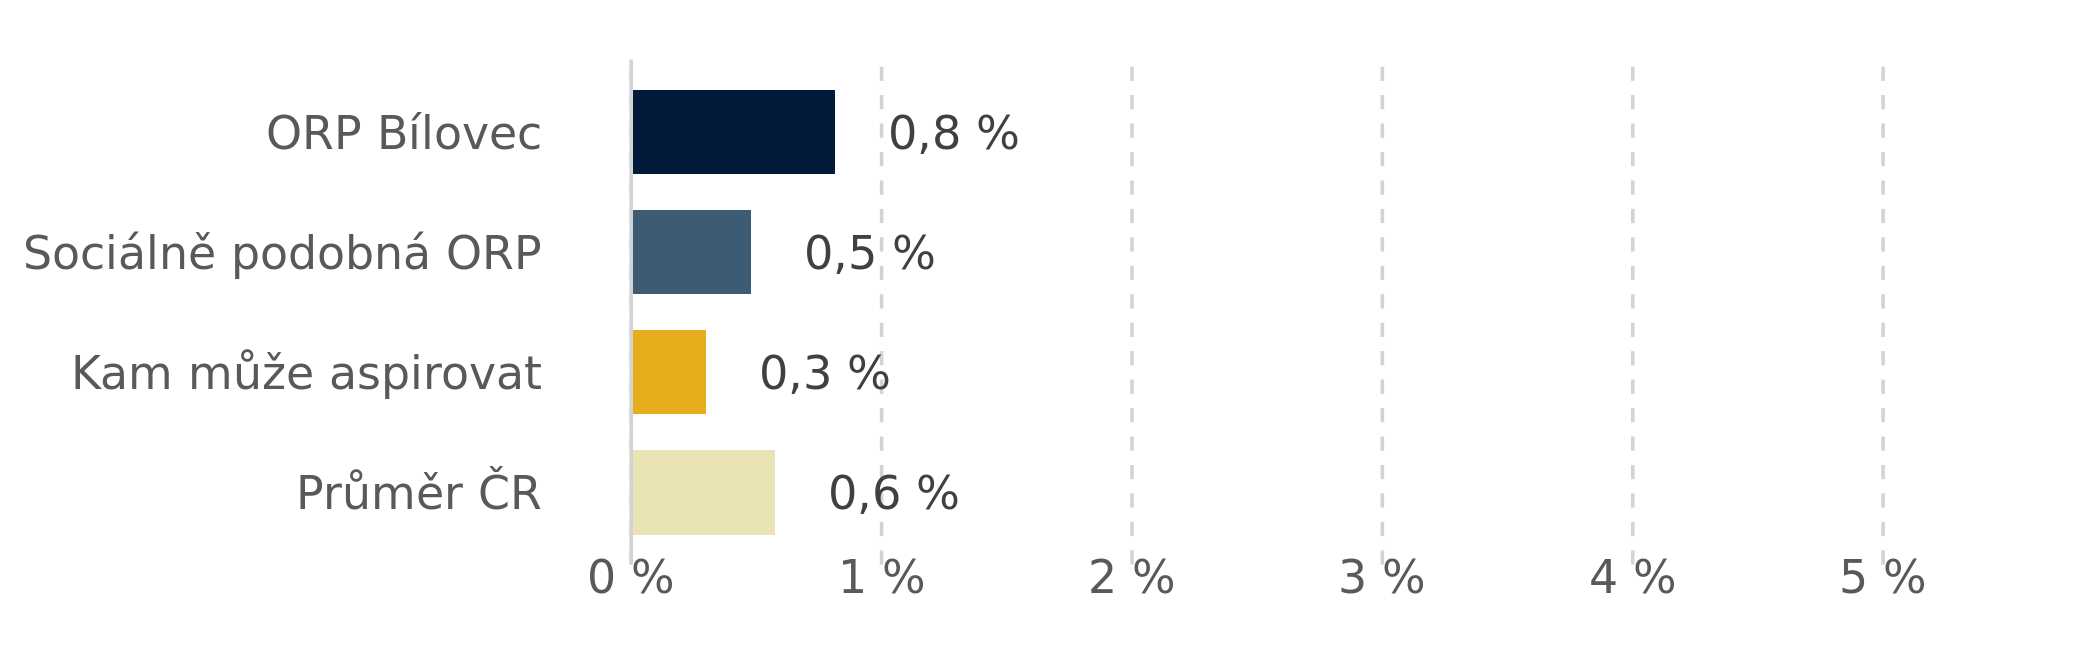 ORP Bílovec 0,8 %
Sociálně podobná ORP 0,5 %
Kam může aspirovat 0,3 %
Průměr ČR 0,6 %
0 % 1 % 2 % 3 % 4 % 5 %